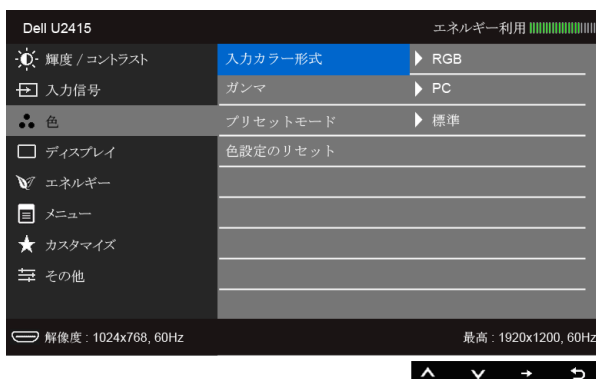 Dell U2415 エネルギー利用
輝度 / コントラスト 入力カラー形式 RGB
入力信号 ガンマ PC
色 プリセットモード 標準
ディスプレイ 色設定のリセット
エネルギー
メニュー
カスタマイズ
その他
解像度 : 1024x768, 60Hz 最高 : 1920x1200, 60Hz